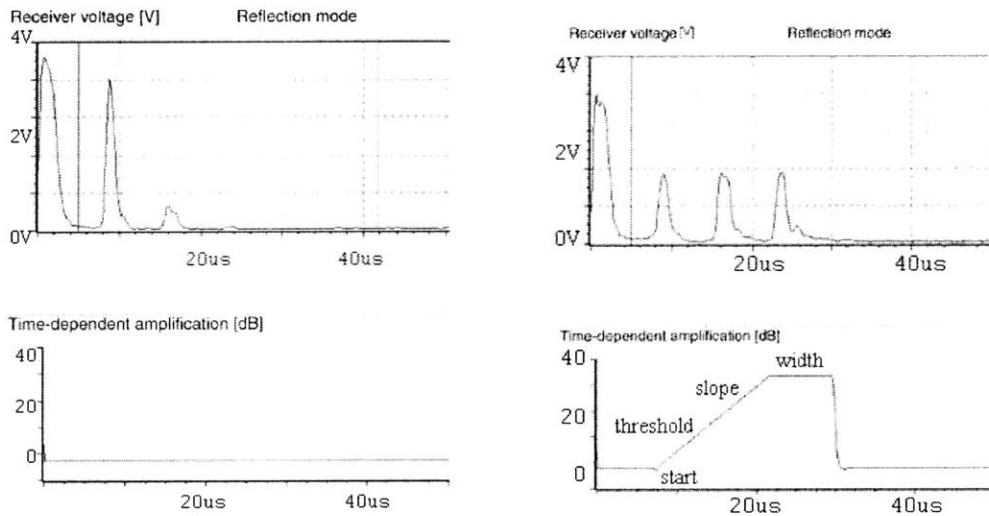 Receiver voltage [V] Reflection mode
4V
2V
0V
20us 40us
Receiver voltage [V] Reflection mode
4V
2V
0V
20us 40us
Time-dependent amplification [dB]
40
20
0
20us 40us
Time-dependent amplification [dB]
40
20
0
width
slope
threshold
start
20us 40us